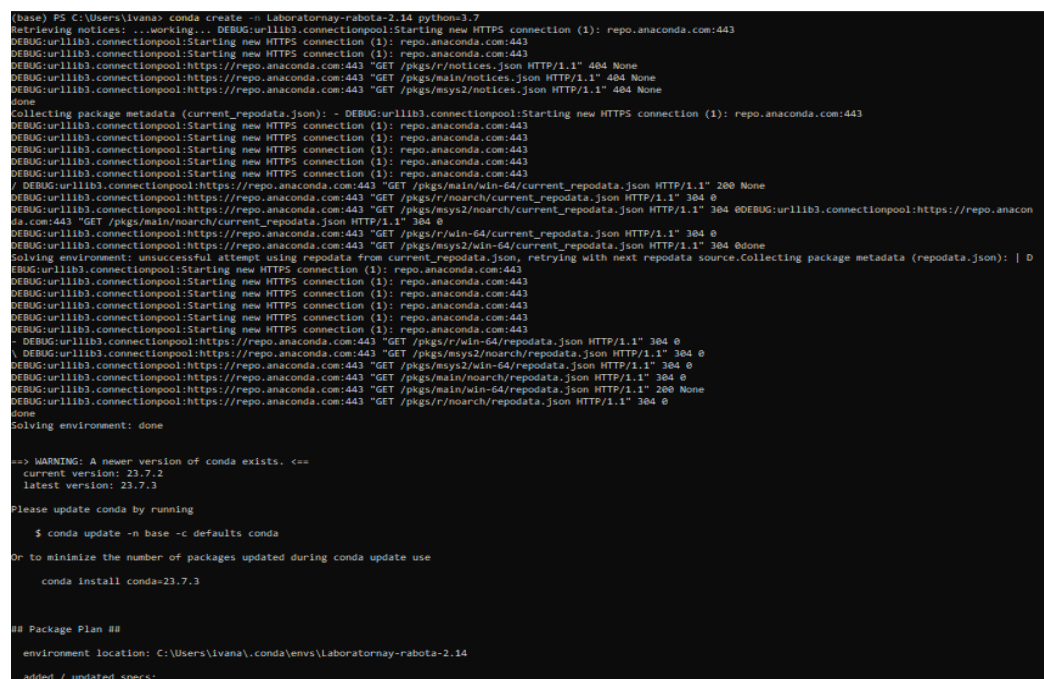 (base) PS C:\Users\ivana> conda create -n Laboratornay-rabota-2.14 python=3.7
Retrieving notices: ...working... DEBUG:urllib3.connectionpool:Starting new HTTPS connection (1): repo.anaconda.com:443
DEBUG:urllib3.connectionpool:Starting new HTTPS connection (1): repo.anaconda.com:443
DEBUG:urllib3.connectionpool:Starting new HTTPS connection (1): repo.anaconda.com:443
DEBUG:urllib3.connectionpool:https://repo.anaconda.com:443 "GET /pkgs/r/notices.json HTTP/1.1" 404 None
DEBUG:urllib3.connectionpool:https://repo.anaconda.com:443 "GET /pkgs/main/notices.json HTTP/1.1" 404 None
DEBUG:urllib3.connectionpool:https://repo.anaconda.com:443 "GET /pkgs/msys2/notices.json HTTP/1.1" 404 None
done
Collecting package metadata (current_repodata.json): - DEBUG:urllib3.connectionpool:Starting new HTTPS connection (1): repo.anaconda.com:443
DEBUG:urllib3.connectionpool:Starting new HTTPS connection (1): repo.anaconda.com:443
DEBUG:urllib3.connectionpool:Starting new HTTPS connection (1): repo.anaconda.com:443
DEBUG:urllib3.connectionpool:Starting new HTTPS connection (1): repo.anaconda.com:443
DEBUG:urllib3.connectionpool:Starting new HTTPS connection (1): repo.anaconda.com:443
DEBUG:urllib3.connectionpool:Starting new HTTPS connection (1): repo.anaconda.com:443
/ DEBUG:urllib3.connectionpool:https://repo.anaconda.com:443 "GET /pkgs/main/win-64/current_repodata.json HTTP/1.1" 200 None
DEBUG:urllib3.connectionpool:https://repo.anaconda.com:443 "GET /pkgs/r/noarch/current_repodata.json HTTP/1.1" 304 0
DEBUG:urllib3.connectionpool:https://repo.anaconda.com:443 "GET /pkgs/msys2/noarch/current_repodata.json HTTP/1.1" 304 0DEBUG:urllib3.connectionpool:https://repo.anacon
da.com:443 "GET /pkgs/main/noarch/current_repodata.json HTTP/1.1" 304 0
DEBUG:urllib3.connectionpool:https://repo.anaconda.com:443 "GET /pkgs/r/win-64/current_repodata.json HTTP/1.1" 304 0
DEBUG:urllib3.connectionpool:https://repo.anaconda.com:443 "GET /pkgs/msys2/win-64/current_repodata.json HTTP/1.1" 304 0done
Solving environment: unsuccessful attempt using repodata from current_repodata.json, retrying with next repodata source.Collecting package metadata (repodata.json): | D
EBUG:urllib3.connectionpool:Starting new HTTPS connection (1): repo.anaconda.com:443
DEBUG:urllib3.connectionpool:Starting new HTTPS connection (1): repo.anaconda.com:443
DEBUG:urllib3.connectionpool:Starting new HTTPS connection (1): repo.anaconda.com:443
DEBUG:urllib3.connectionpool:Starting new HTTPS connection (1): repo.anaconda.com:443
DEBUG:urllib3.connectionpool:Starting new HTTPS connection (1): repo.anaconda.com:443
DEBUG:urllib3.connectionpool:Starting new HTTPS connection (1): repo.anaconda.com:443
- DEBUG:urllib3.connectionpool:https://repo.anaconda.com:443 "GET /pkgs/r/win-64/repodata.json HTTP/1.1" 304 0
\ DEBUG:urllib3.connectionpool:https://repo.anaconda.com:443 "GET /pkgs/msys2/noarch/repodata.json HTTP/1.1" 304 0
DEBUG:urllib3.connectionpool:https://repo.anaconda.com:443 "GET /pkgs/msys2/win-64/repodata.json HTTP/1.1" 304 0
DEBUG:urllib3.connectionpool:https://repo.anaconda.com:443 "GET /pkgs/main/noarch/repodata.json HTTP/1.1" 304 0
DEBUG:urllib3.connectionpool:https://repo.anaconda.com:443 "GET /pkgs/main/win-64/repodata.json HTTP/1.1" 200 None
DEBUG:urllib3.connectionpool:https://repo.anaconda.com:443 "GET /pkgs/r/noarch/repodata.json HTTP/1.1" 304 0
done
Solving environment: done
==> WARNING: A newer version of conda exists. <==
current version: 23.7.2
latest version: 23.7.3
Please update conda by running
$ conda update -n base -c defaults conda
Or to minimize the number of packages updated during conda update use
conda install conda=23.7.3
## Package Plan ##
environment location: C:\Users\ivana\.conda\envs\Laboratornay-rabota-2.14
added / updated specs: